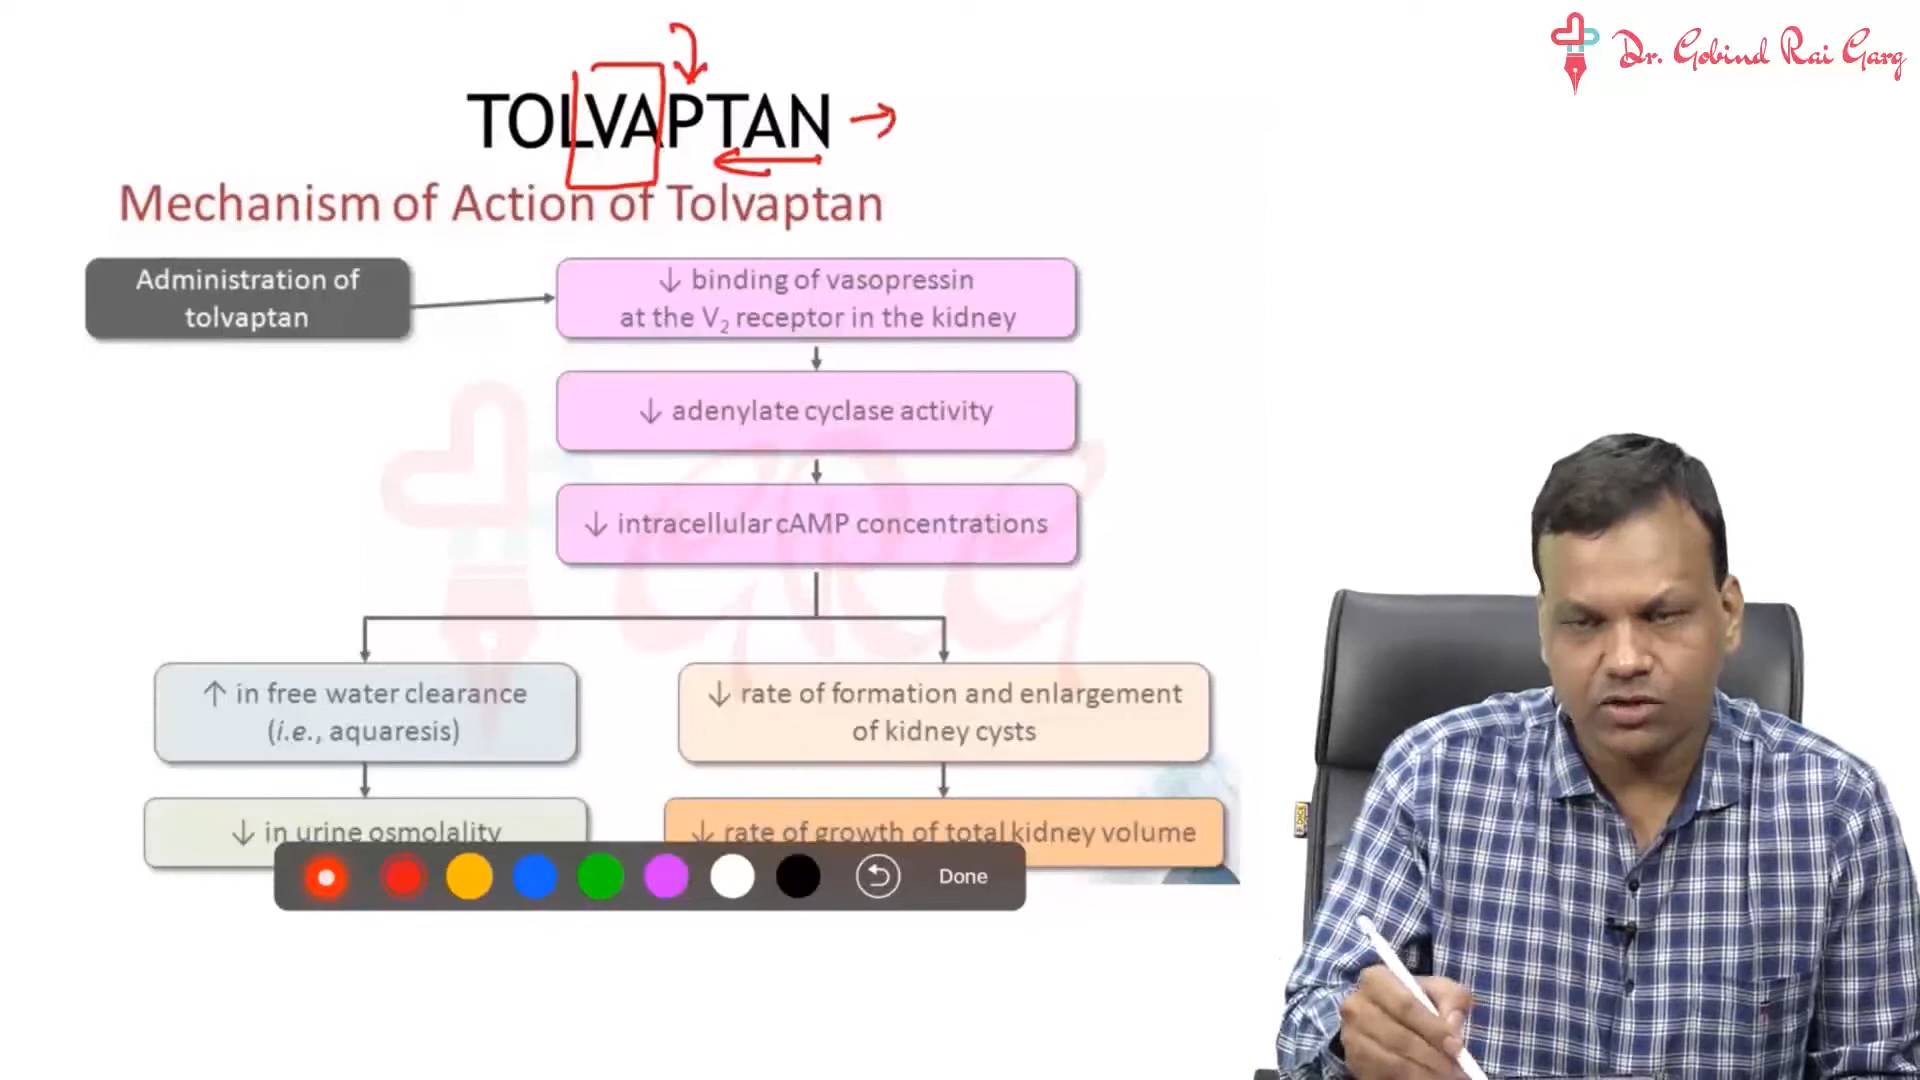 Dr. Gobind Rai Garg
TOLVAPTAN
Mechanism of Action of Tolvaptan
Administration of
tolvaptan
↓ binding of vasopressin
at the V₂ receptor in the kidney
↓ adenylate cyclase activity
↓ intracellular cAMP concentrations
↑ in free water clearance
(i.e., aquaresis)
↓ rate of formation and enlargement
of kidney cysts
↓ in urine osmolality
↓ rate of growth of total kidney volume
Done
GRG